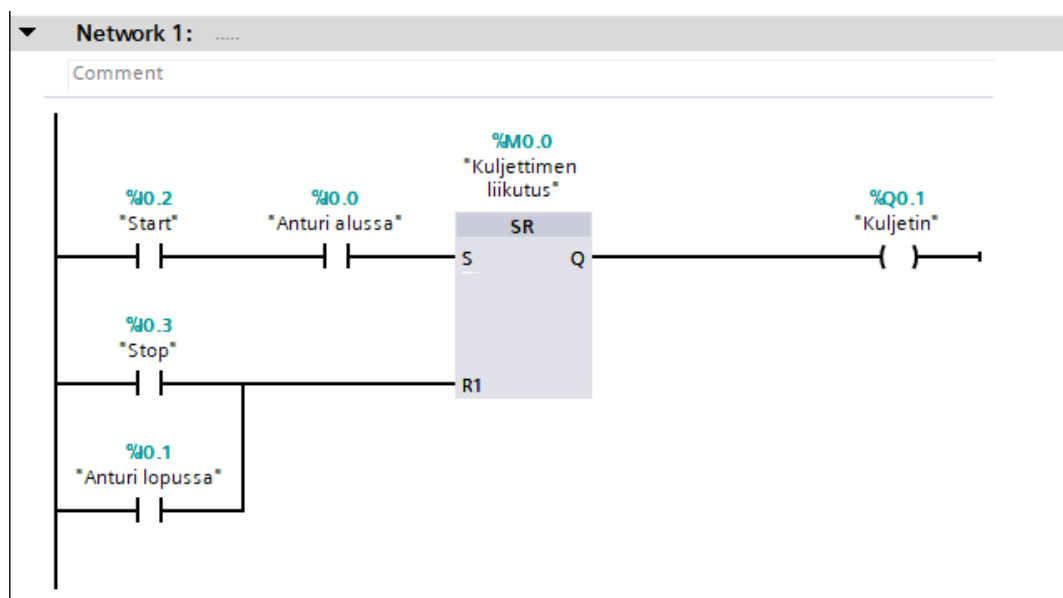 Network 1: .....
Comment
%M0.0
"Kuljettimen
liikutus"
%I0.2
"Start"
%I0.0
"Anturi alussa"
%Q0.1
"Kuljetin"
SR
S
Q
%I0.3
"Stop"
R1
%I0.1
"Anturi lopussa"